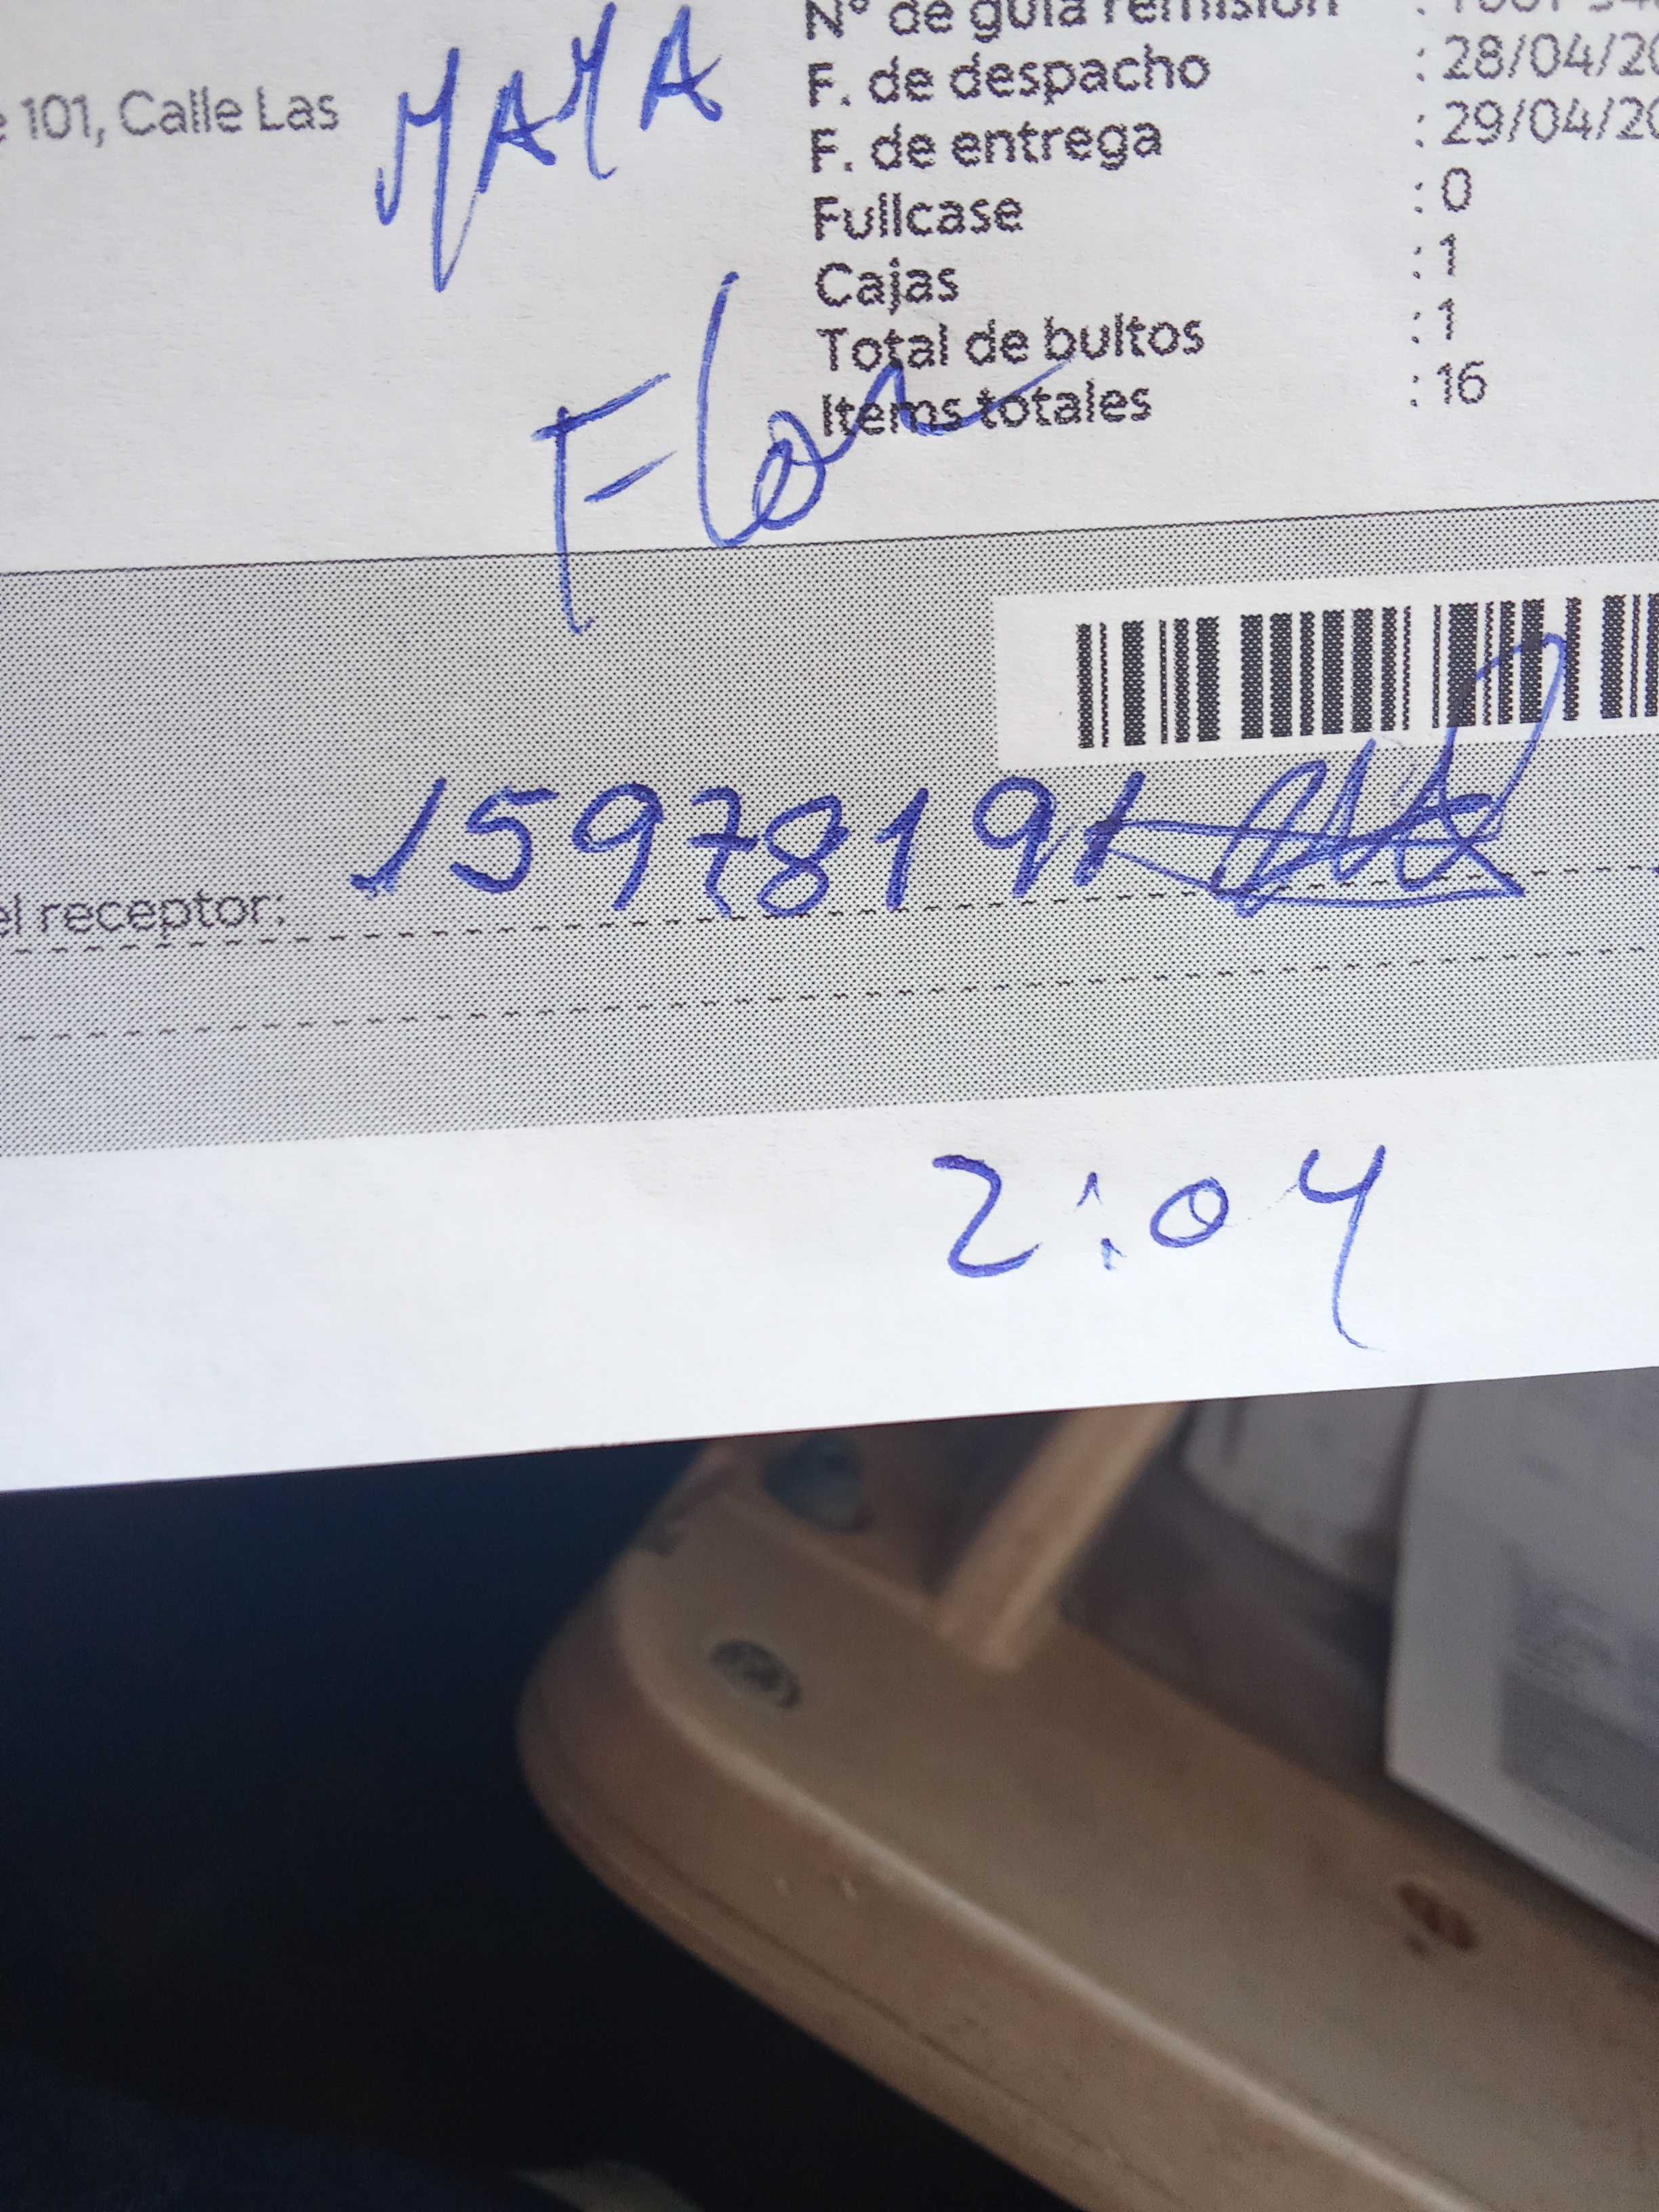 N° de guía remisión :
F. de despacho : 28/04/20
F. de entrega : 29/04/20
101, Calle Las
MAMA
Fullcase : 0
Cajas : 1
Total de bultos : 1
Items totales : 16
Flor
el receptor: 15978191
2:04